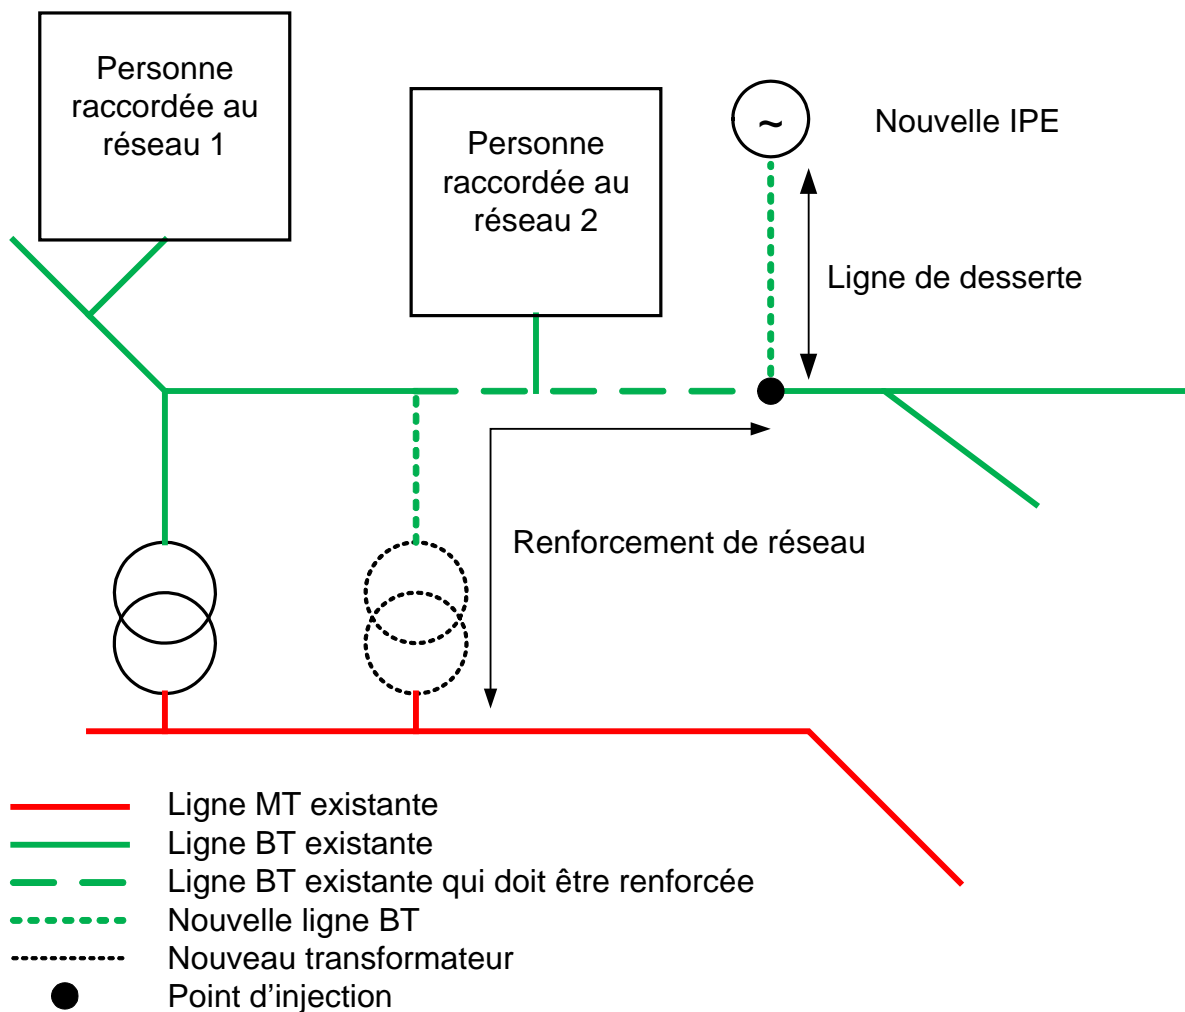 Personne
raccordée au
réseau 1
Personne
raccordée au
réseau 2
~
Nouvelle IPE
Ligne de desserte
Renforcement de réseau
Ligne MT existante
Ligne BT existante
Ligne BT existante qui doit être renforcée
Nouvelle ligne BT
Nouveau transformateur
Point d’injection